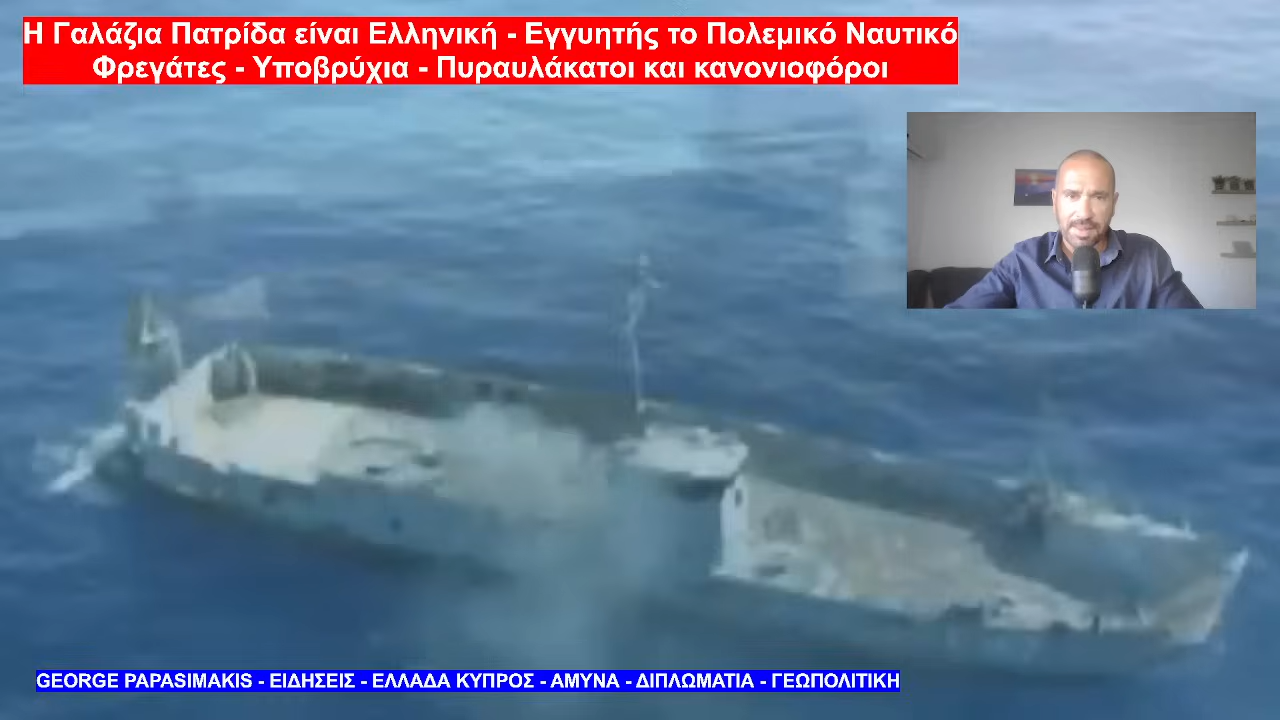 Η Γαλάζια Πατρίδα είναι Ελληνική - Εγγυητής το Πολεμικό Ναυτικό
Φρεγάτες - Υποβρύχια - Πυραυλάκατοι και κανονιοφόροι
GEORGE PAPASIMAKIS - ΕΙΔΗΣΕΙΣ - ΕΛΛΑΔΑ ΚΥΠΡΟΣ - ΑΜΥΝΑ - ΔΙΠΛΩΜΑΤΙΑ - ΓΕΩΠΟΛΙΤΙΚΗ